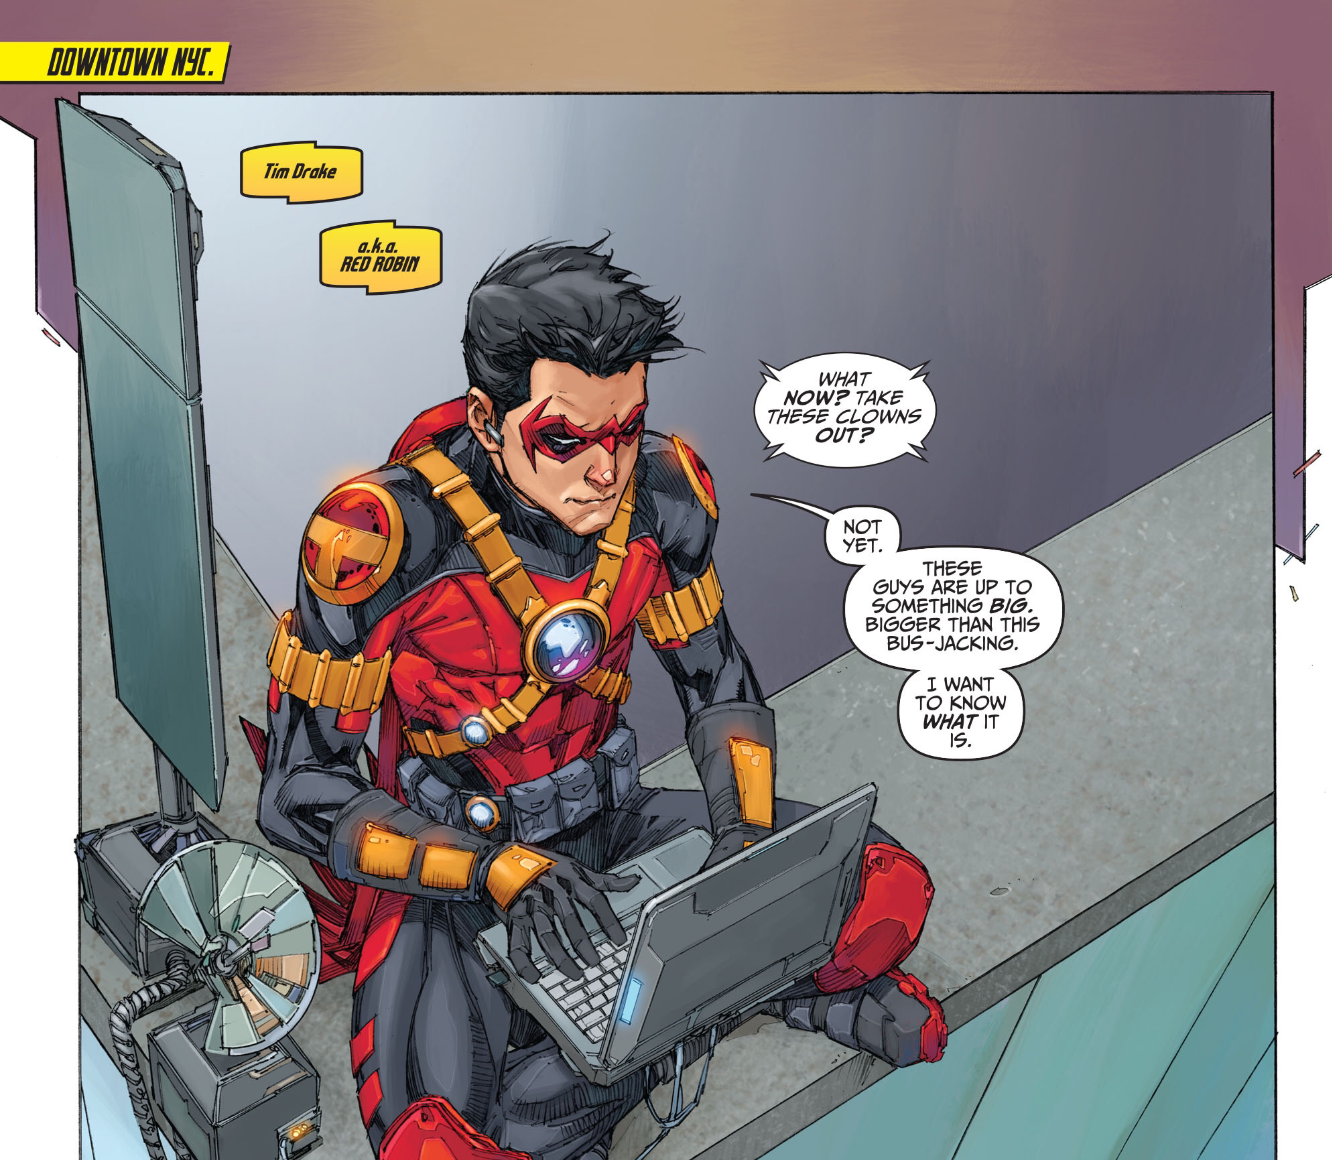 DOWNTOWN NYC.
Tim Drake
a.k.a.
RED ROBIN
WHAT
NOW? TAKE
THESE CLOWNS
OUT?
NOT
YET.
THESE
GUYS ARE UP TO
SOMETHING BIG.
BIGGER THAN THIS
BUS-JACKING.
I WANT
TO KNOW
WHAT IT
IS.